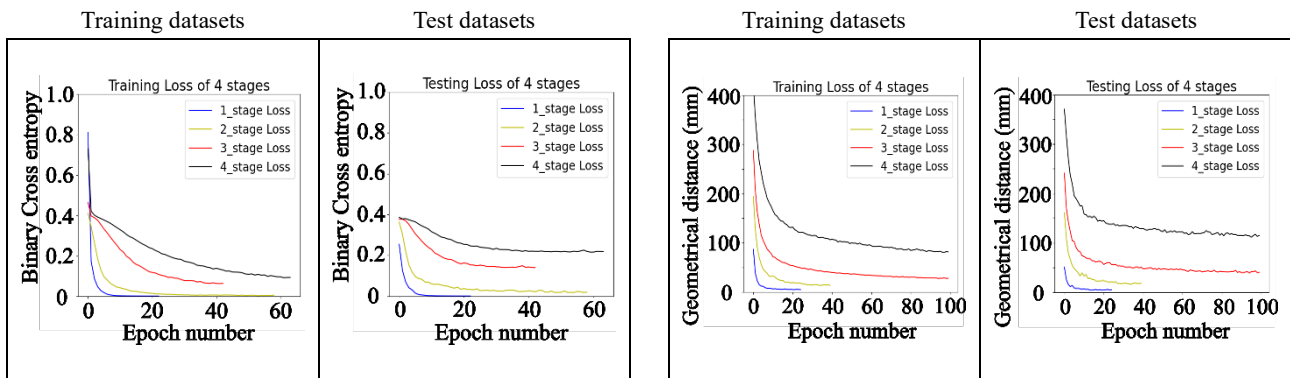 Training datasets
Test datasets
Training datasets
Test datasets
Training Loss of 4 stages
1.0
0.8
0.6
0.4
0.2
0
Binary Cross entropy
1_stage Loss
2_stage Loss
3_stage Loss
4_stage Loss
0 20 40 60
Epoch number
Testing Loss of 4 stages
1.0
0.8
0.6
0.4
0.2
0
Binary Cross entropy
1_stage Loss
2_stage Loss
3_stage Loss
4_stage Loss
0 20 40 60
Epoch number
Training Loss of 4 stages
400
300
200
100
0
Geometrical distance (mm)
1_stage Loss
2_stage Loss
3_stage Loss
4_stage Loss
0 20 40 60 80 100
Epoch number
Testing Loss of 4 stages
400
300
200
100
0
Geometrical distance (mm)
1_stage Loss
2_stage Loss
3_stage Loss
4_stage Loss
0 20 40 60 80 100
Epoch number